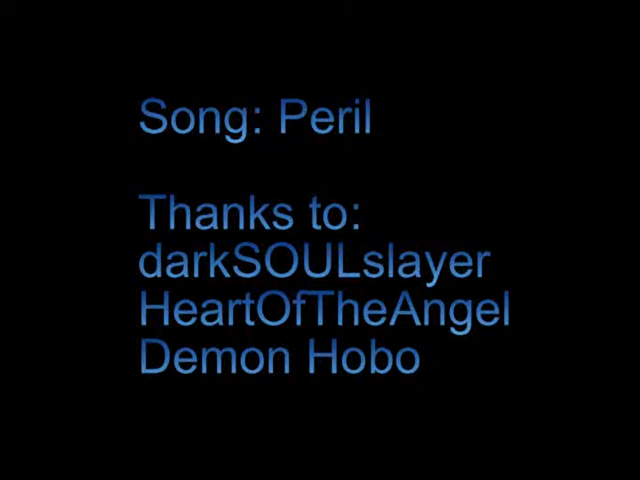 Song: Peril
Thanks to:
darkSOULslayer
HeartOfTheAngel
Demon Hobo